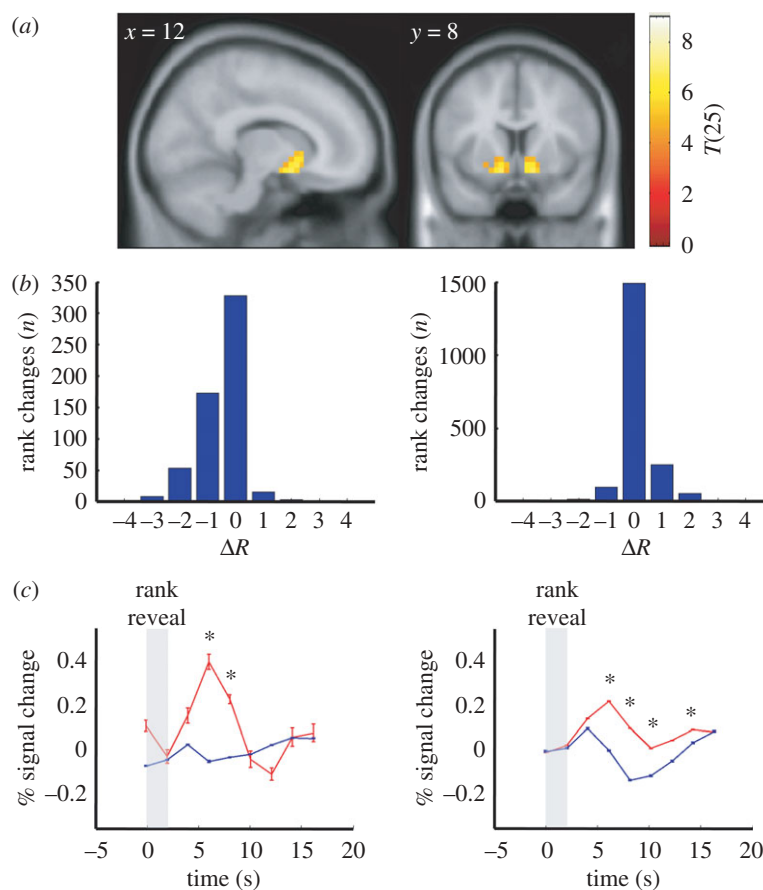 (a)
x = 12
y = 8
8
6
4
2
0
T(25)
(b)
350
300
250
200
150
100
50
0
rank changes (n)
–4 –3 –2 –1 0 1 2 3 4
ΔR
1500
1000
500
0
rank changes (n)
–4 –3 –2 –1 0 1 2 3 4
ΔR
(c)
rank
reveal
* *
0.4
0.2
0
–0.2
% signal change
–5 0 5 10 15 20
time (s)
rank
reveal
* * * *
0.4
0.2
0
–0.2
% signal change
–5 0 5 10 15 20
time (s)